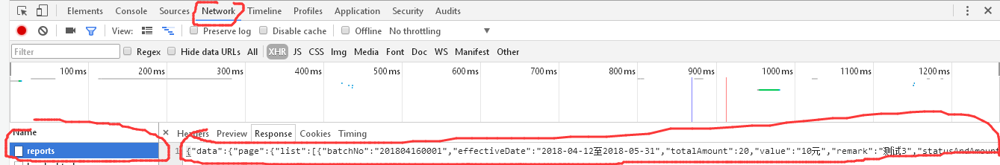 Elements Console Sources Network Timeline Profiles Application Security Audits
View: Preserve log Disable cache Offline No throttling
Filter Regex Hide data URLs All XHR JS CSS Img Media Font Doc WS Manifest Other
100 ms 200 ms 300 ms 400 ms 500 ms 600 ms 700 ms 800 ms 900 ms 1000 ms 1100 ms 1200 ms
Name Headers Preview Response Cookies Timing
reports 1 {"data":{"page":{"list":[{"batchNo":"201804160001","effectiveDate":"2018-04-12至2018-05-31","totalAmount":20,"value":"10元","remark":"测试3","statusAndAmount